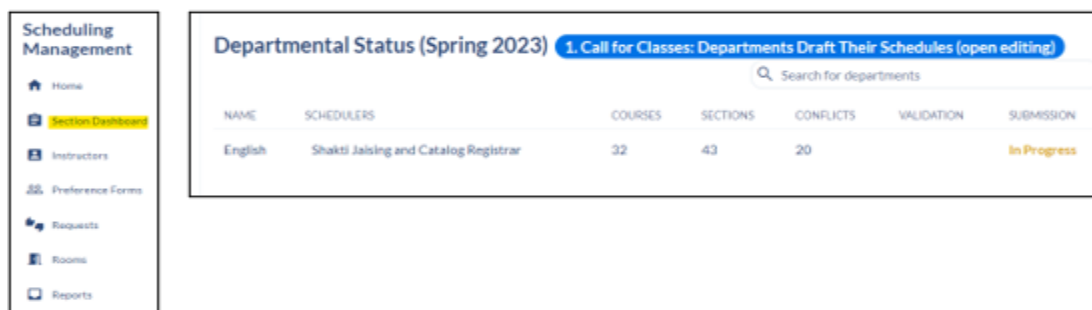 Scheduling
Management
Home
Section Dashboard
Instructors
Preference Forms
Requests
Rooms
Reports
Departmental Status (Spring 2023) 1. Call for Classes: Departments Draft Their Schedules (open editing)
Search for departments
NAME SCHEDULERS COURSES SECTIONS CONFLICTS VALIDATION SUBMISSION
English Shakti Jaising and Catalog Registrar 32 43 20 In Progress